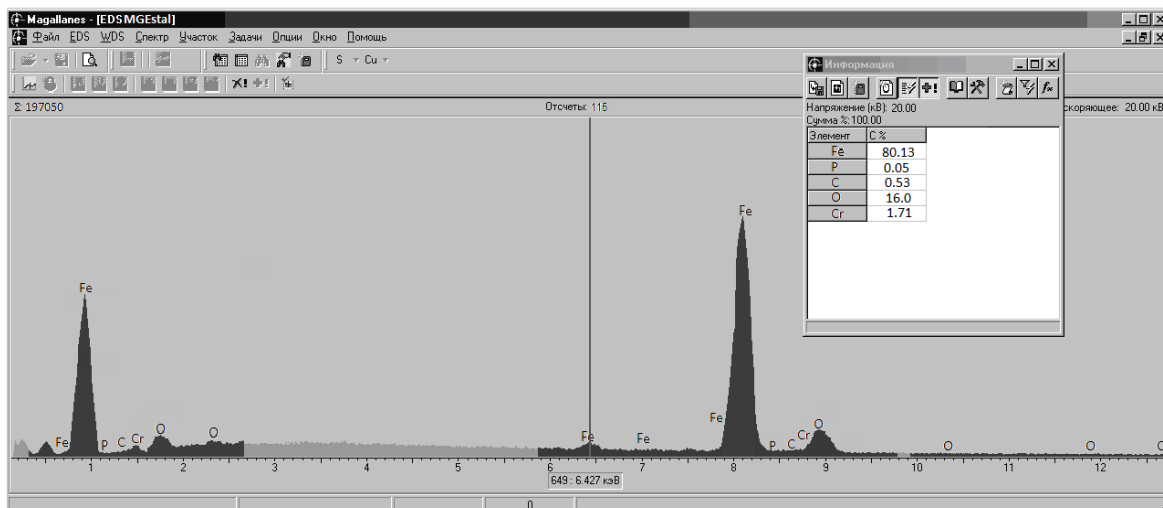 Magallanes - [EDSMGEstal]
Файл EDS WDS Спектр Участок Задачи Опции Окно Помощь
S Cu
Σ: 197050 Отсчеты: 115 скоряющее: 20.00 кВ
Информация
Напряжение (кВ): 20.00
Сумма %:100.00
Элемент C %
Fe 80.13
P 0.05
C 0.53
O 16.0
Cr 1.71
Fe
Fe
Fe P C Cr O O Fe Fe Fe P C Cr O O O O
1 2 3 4 5 6 7 8 9 10 11 12
649 : 6.427 кэВ
0